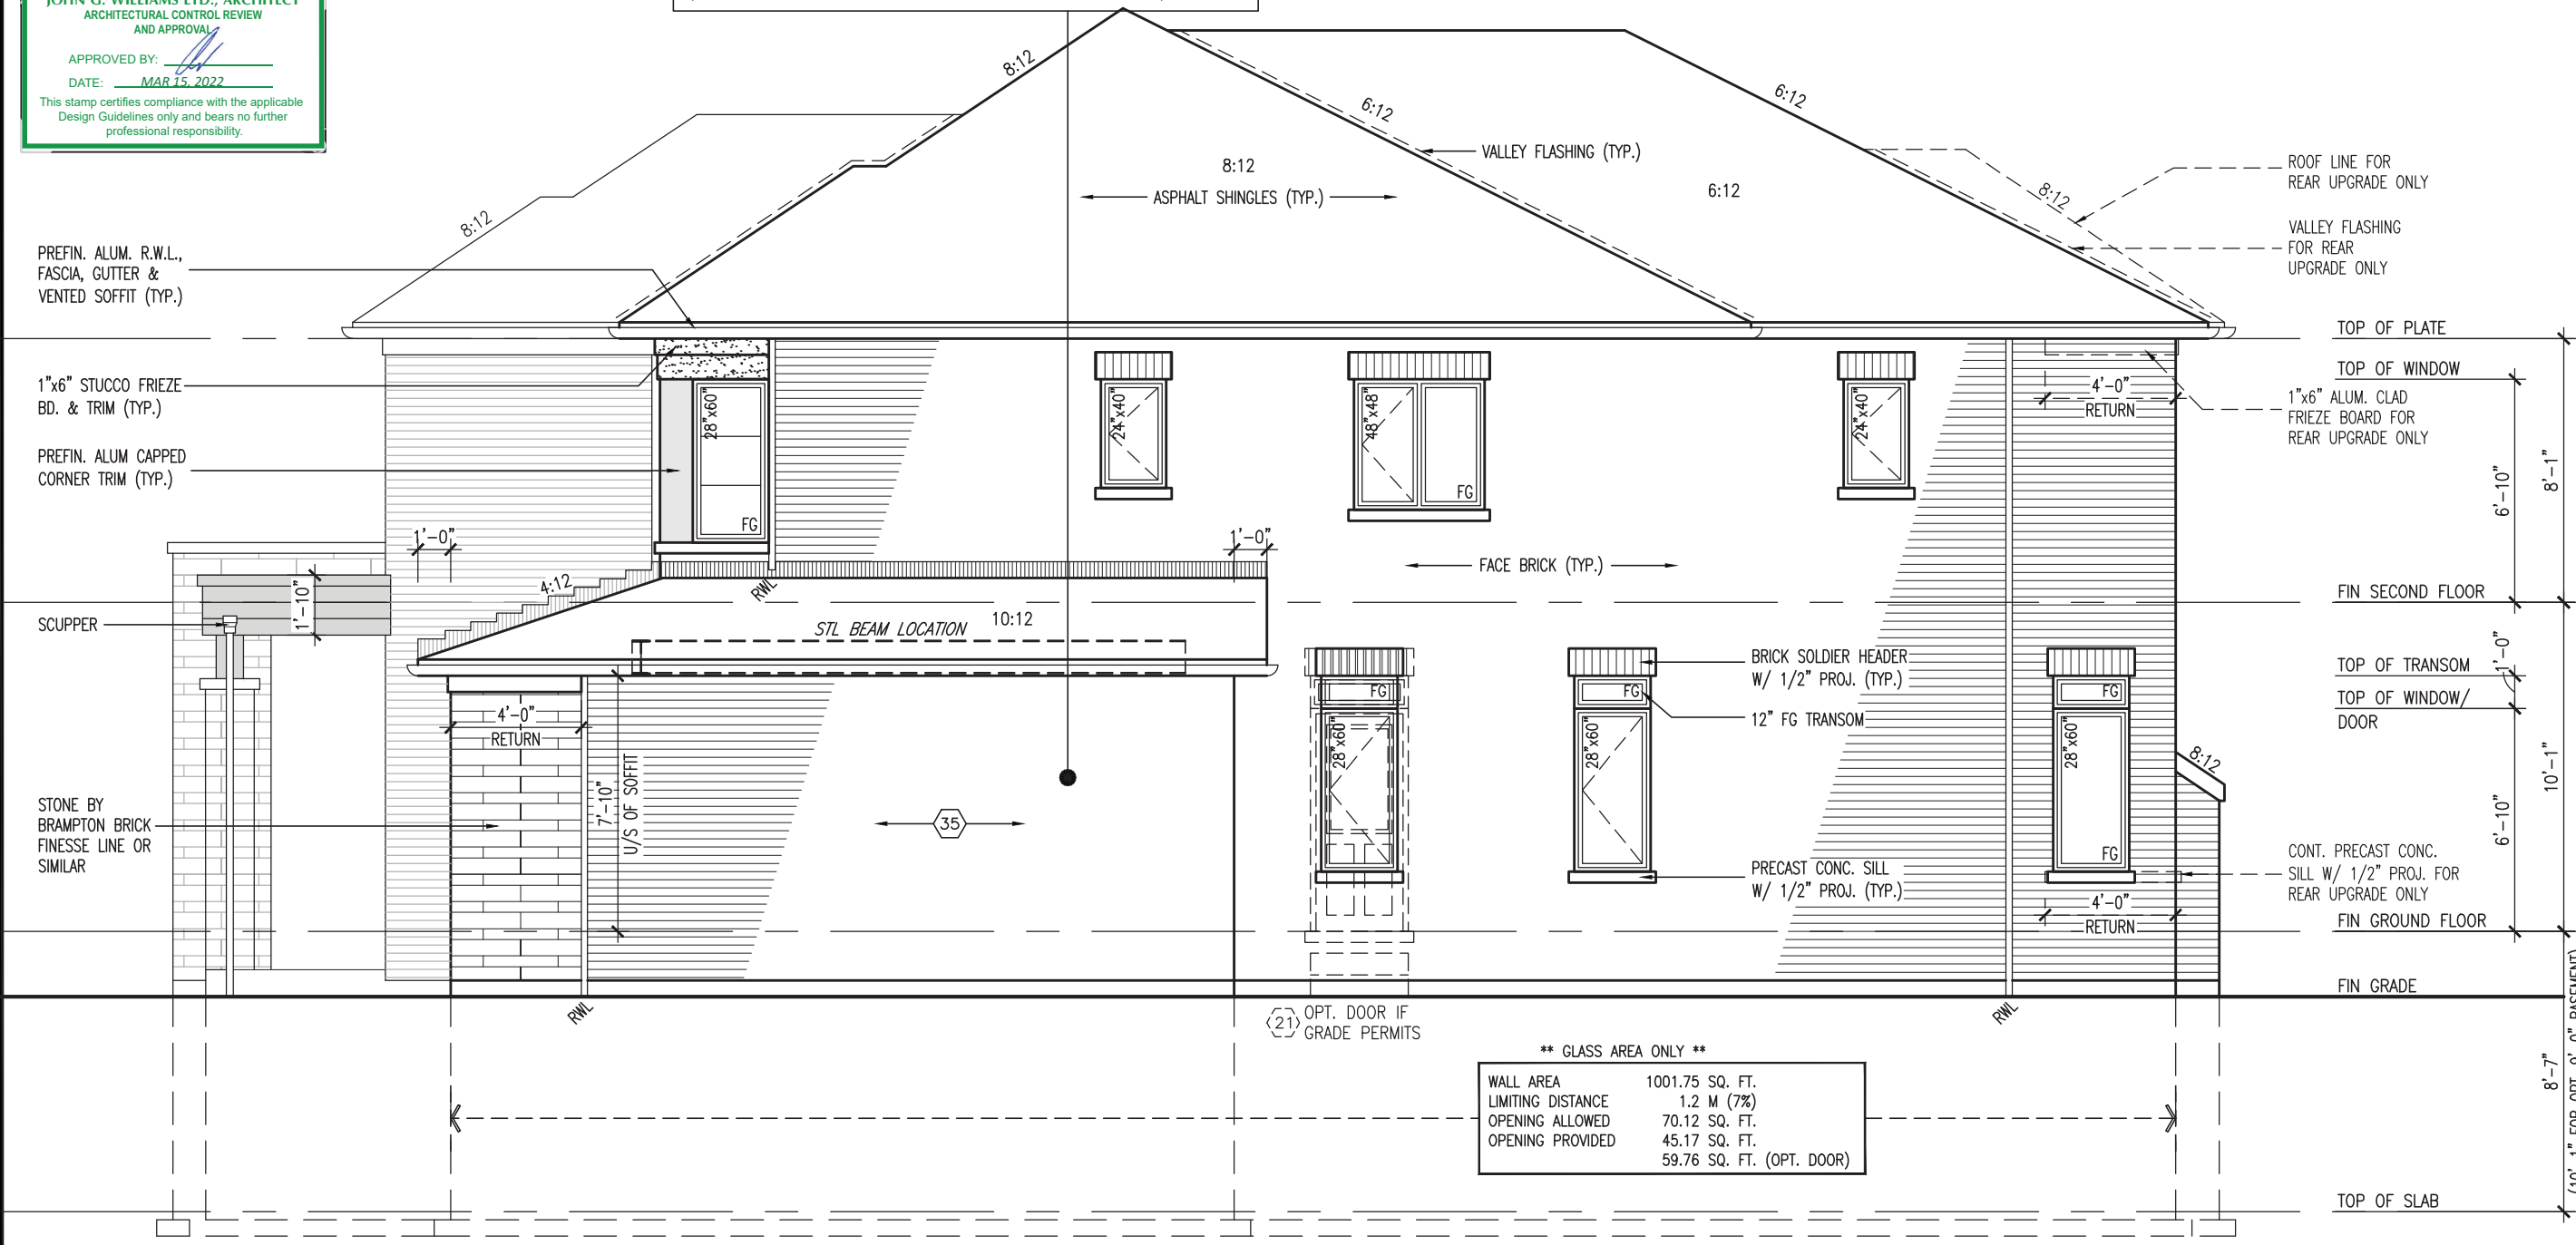 JOHN G. WILLIAMS LTD., ARCHITECT
ARCHITECTURAL CONTROL REVIEW
AND APPROVAL
APPROVED BY:
DATE: MAR 15, 2022
This stamp certifies compliance with the applicable
Design Guidelines only and bears no further
professional responsibility.
8:12
6:12
6:12
VALLEY FLASHING (TYP.)
8:12
ASPHALT SHINGLES (TYP.)
6:12
8:12
8:12
ROOF LINE FOR
REAR UPGRADE ONLY
VALLEY FLASHING
FOR REAR
UPGRADE ONLY
PREFIN. ALUM. R.W.L.,
FASCIA, GUTTER &
VENTED SOFFIT (TYP.)
1"x6" STUCCO FRIEZE
BD. & TRIM (TYP.)
PREFIN. ALUM CAPPED
CORNER TRIM (TYP.)
28"x60"
FG
24"x40"
48"x48"
FG
24"x40"
4'-0"
RETURN
TOP OF PLATE
TOP OF WINDOW
1"x6" ALUM. CLAD
FRIEZE BOARD FOR
REAR UPGRADE ONLY
6'-10"
8'-1"
1'-0"
1'-0"
4:12
RWL
FACE BRICK (TYP.)
FIN SECOND FLOOR
1'-10"
SCUPPER
STL BEAM LOCATION
10:12
BRICK SOLDIER HEADER
W/ 1/2" PROJ. (TYP.)
12" FG TRANSOM
FG
28"x60"
FG
28"x60"
FG
28"x60"
FG
TOP OF TRANSOM
TOP OF WINDOW/
DOOR
1'-0"
6'-10"
10'-1"
8:12
4'-0"
RETURN
7'-10"
U/S OF SOFFIT
35
STONE BY
BRAMPTON BRICK
FINESSE LINE OR
SIMILAR
PRECAST CONC. SILL
W/ 1/2" PROJ. (TYP.)
CONT. PRECAST CONC.
SILL W/ 1/2" PROJ. FOR
REAR UPGRADE ONLY
4'-0"
RETURN
FIN GROUND FLOOR
FIN GRADE
RWL
RWL
21
OPT. DOOR IF
GRADE PERMITS
** GLASS AREA ONLY **
WALL AREA 1001.75 SQ. FT.
LIMITING DISTANCE 1.2 M (7%)
OPENING ALLOWED 70.12 SQ. FT.
OPENING PROVIDED 45.17 SQ. FT.
59.76 SQ. FT. (OPT. DOOR)
8'-7"
TOP OF SLAB